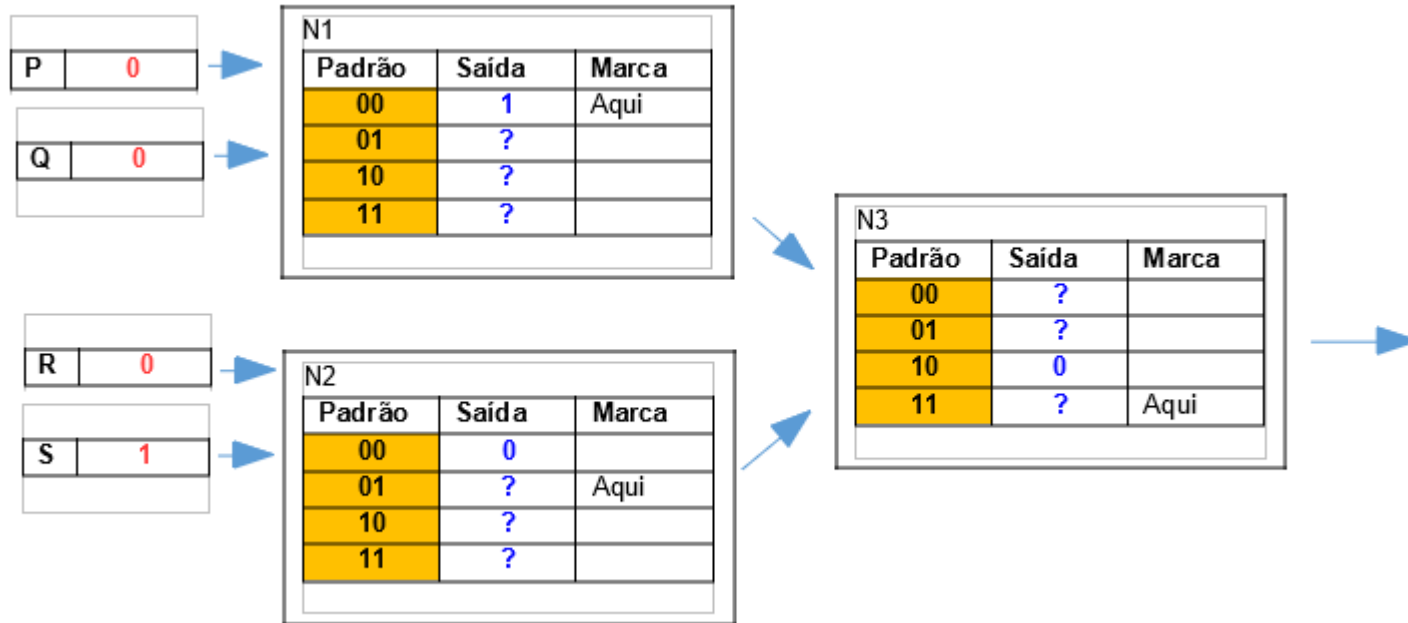 P 0
Q 0
N1
Padrão Saída Marca
00 1 Aqui
01 ?
10 ?
11 ?
R 0
S 1
N2
Padrão Saída Marca
00 0
01 ? Aqui
10 ?
11 ?
N3
Padrão Saída Marca
00 ?
01 ?
10 0
11 ? Aqui